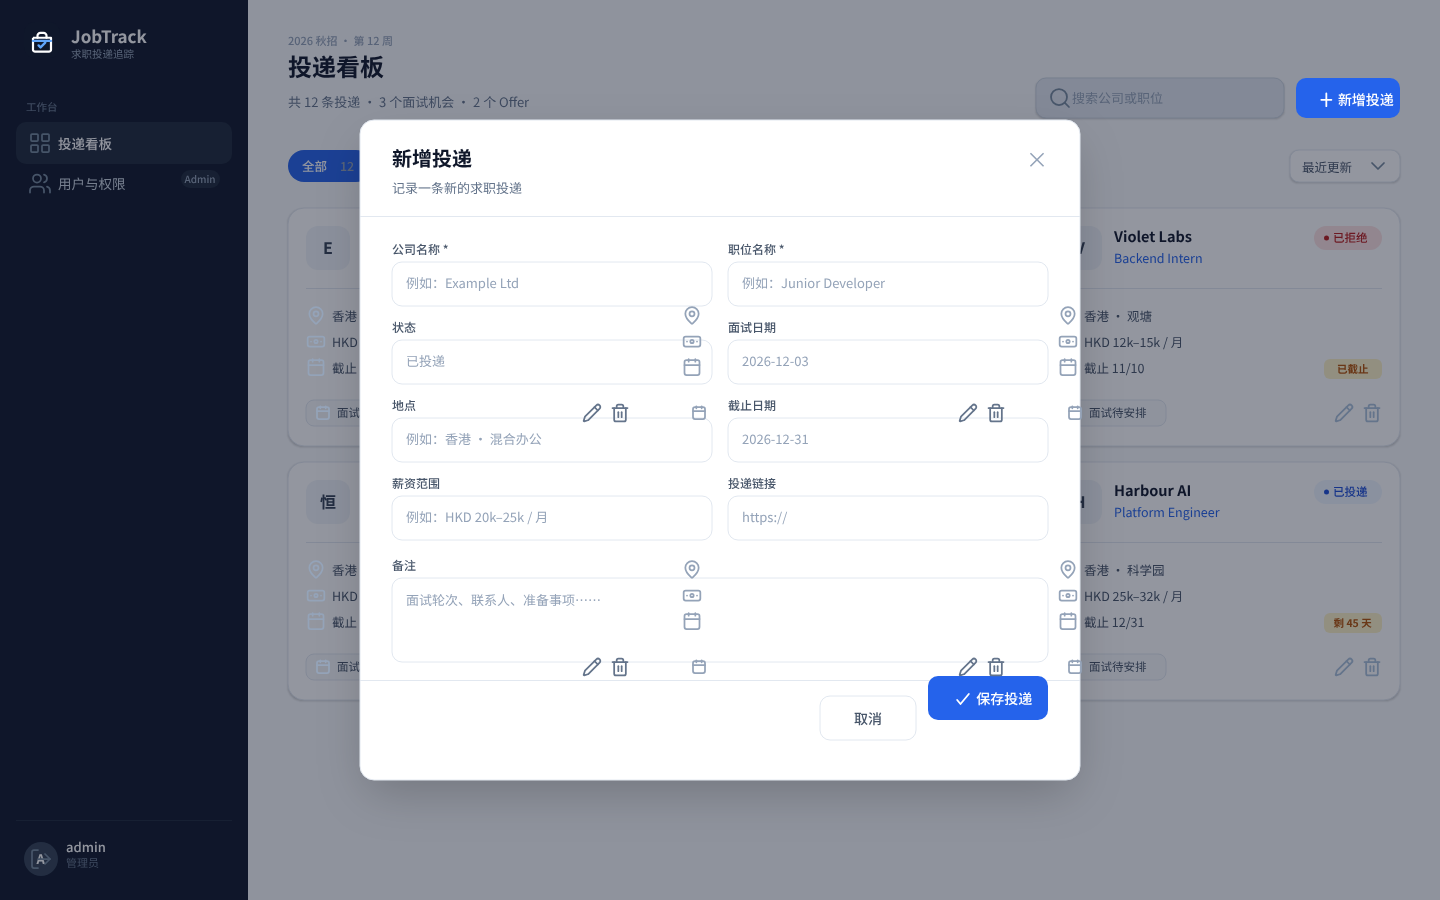 JobTrack
求职投递追踪
工作台
投递看板
用户与权限
Admin
A
admin
管理员
2026 秋招 · 第 12 周
投递看板
共 12 条投递 · 3 个面试机会 · 2 个 Offer
搜索公司或职位
新增投递
全部 12
最近更新
新增投递
记录一条新的求职投递
公司名称 *
例如：Example Ltd
职位名称 *
例如：Junior Developer
状态
已投递
面试日期
2026-12-03
地点
例如：香港 · 混合办公
截止日期
2026-12-31
薪资范围
例如：HKD 20k–25k / 月
投递链接
https://
备注
面试轮次、联系人、准备事项……
取消
保存投递
E
香港
HKD
截止
面试
Violet Labs
Backend Intern
已拒绝
香港 · 观塘
HKD 12k–15k / 月
截止 11/10
已截止
面试待安排
恒
香港
HKD
截止
面试
H
Harbour AI
Platform Engineer
已投递
香港 · 科学园
HKD 25k–32k / 月
截止 12/31
剩 45 天
面试待安排